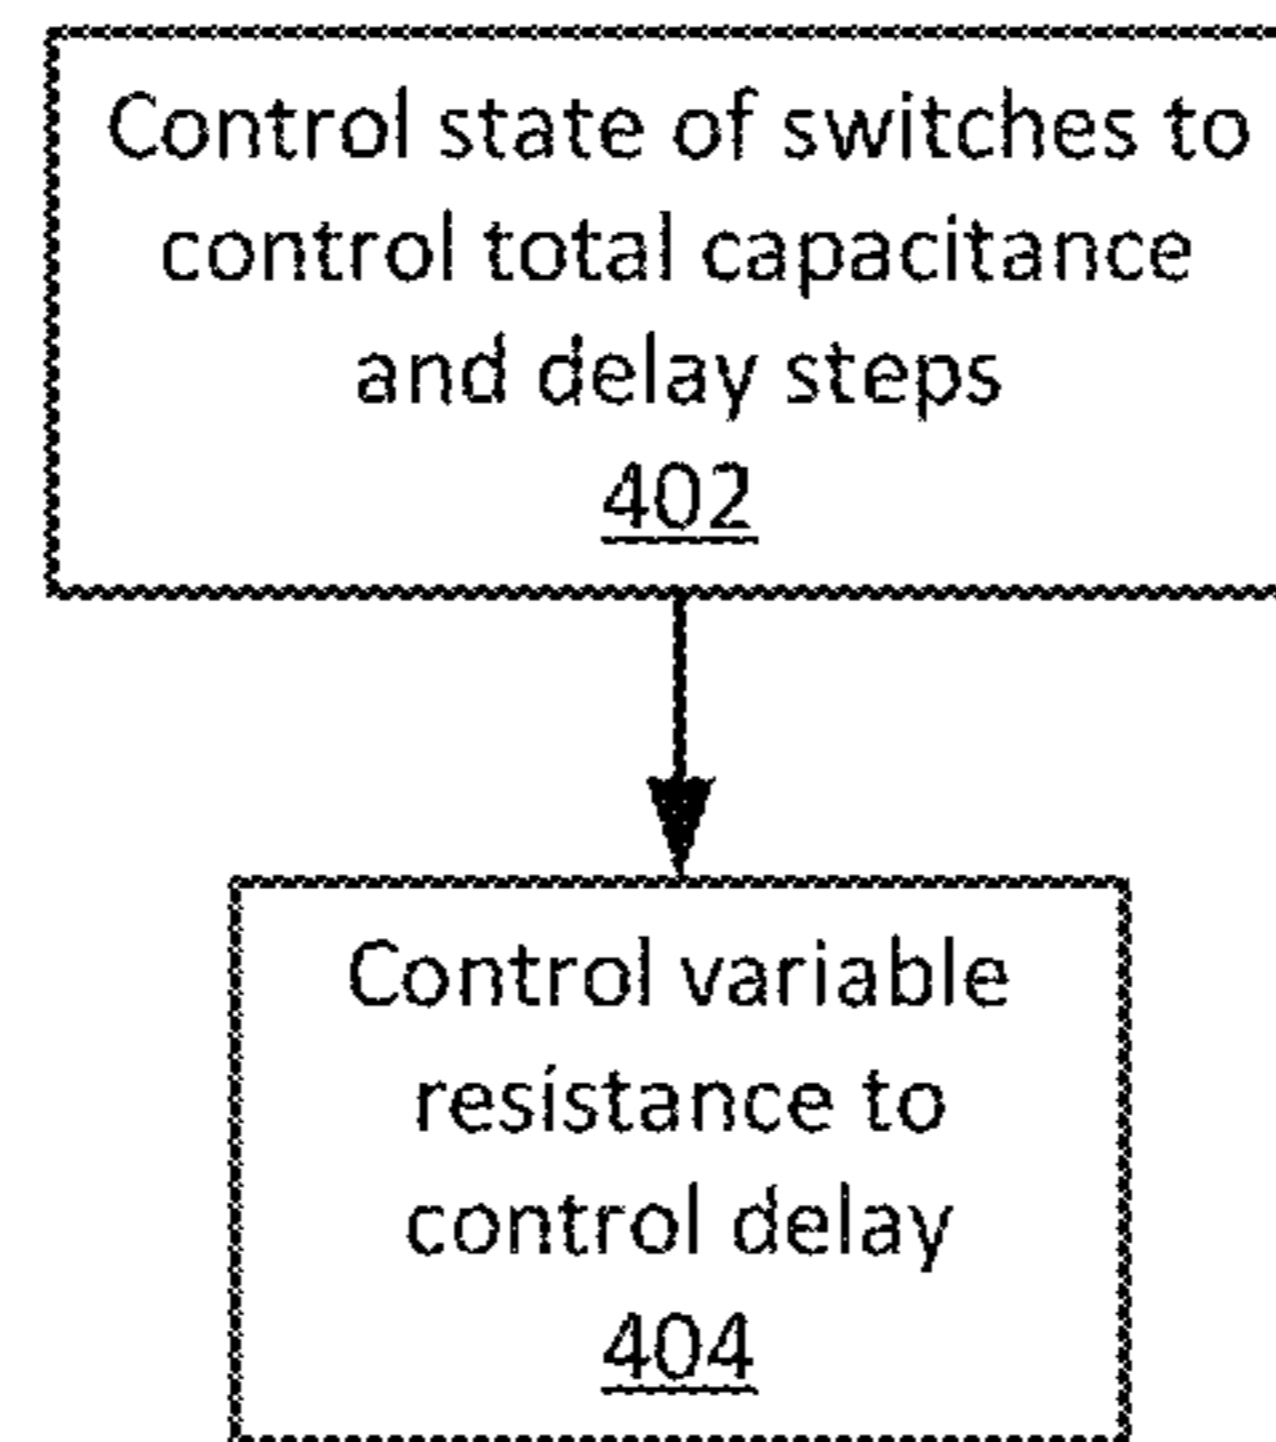 Control state of switches to
control total capacitance
and delay steps
402
Control variable
resistance to
control delay
404